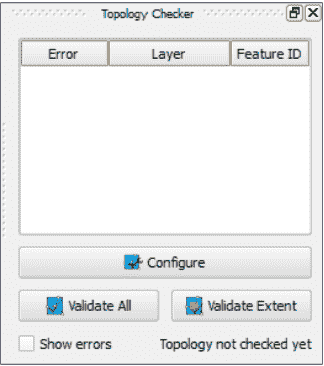 Topology Checker
Error Layer Feature ID
Configure
Validate All Validate Extent
Show errors Topology not checked yet